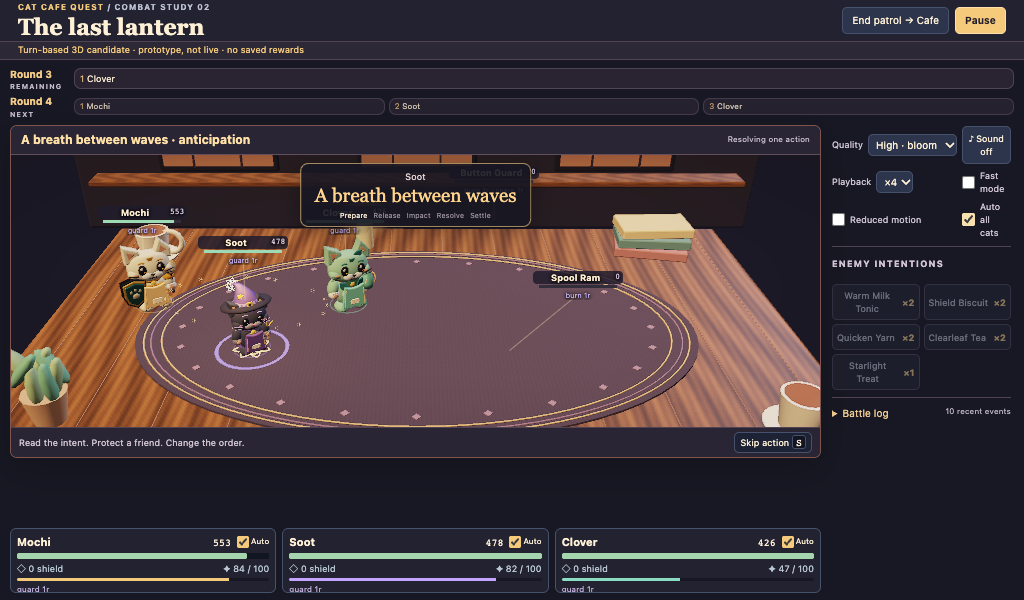 CAT CAFE QUEST / COMBAT STUDY 02
The last lantern
End patrol → Cafe
Pause
Turn-based 3D candidate · prototype, not live · no saved rewards
Round 3
REMAINING
1 Clover
Round 4
NEXT
1 Mochi
2 Soot
3 Clover
A breath between waves · anticipation
Resolving one action
Soot
A breath between waves
Prepare Release Impact Resolve Settle
Button Guard 0
Mochi 553
guard 1r
Soot 478
guard 1r
guard 1r
Spool Ram 0
burn 1r
Read the intent. Protect a friend. Change the order.
Skip action S
Quality
High · bloom
♪ Sound off
Playback
x4
Fast mode
Reduced motion
Auto all cats
ENEMY INTENTIONS
Warm Milk Tonic ×2
Shield Biscuit ×2
Quicken Yarn ×2
Clearleaf Tea ×2
Starlight Treat ×1
Battle log
10 recent events
Mochi 553 Auto
◇ 0 shield ✦ 84 / 100
guard 1r
Soot 478 Auto
◇ 0 shield ✦ 82 / 100
guard 1r
Clover 426 Auto
◇ 0 shield ✦ 47 / 100
guard 1r